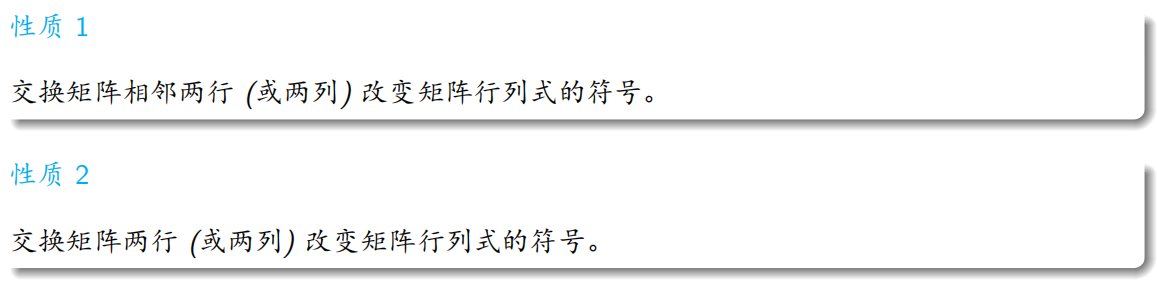 性质 1
交换矩阵相邻两行 (或两列) 改变矩阵行列式的符号。
性质 2
交换矩阵两行 (或两列) 改变矩阵行列式的符号。